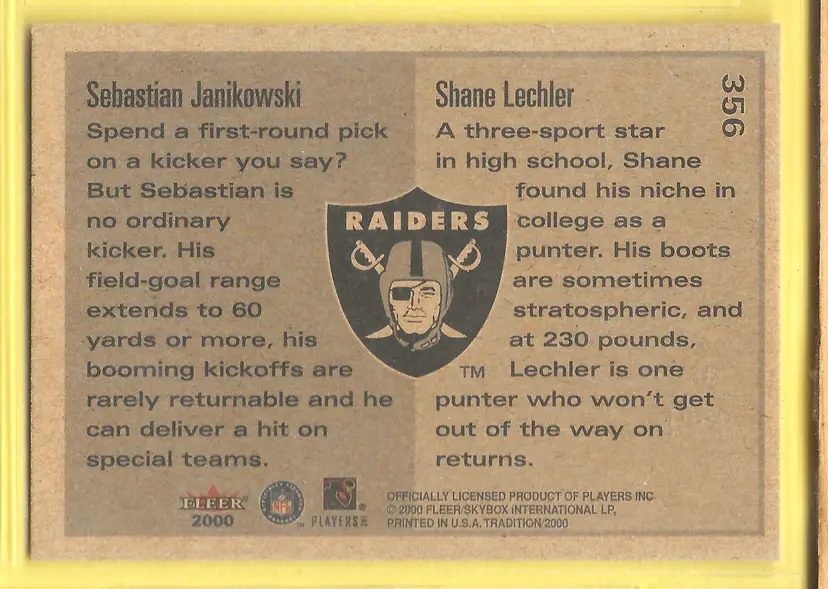 356
Sebastian Janikowski
Spend a first-round pick
on a kicker you say?
But Sebastian is
no ordinary
kicker. His
field-goal range
extends to 60
yards or more, his
booming kickoffs are
rarely returnable and he
can deliver a hit on
special teams.
RAIDERS
TM
Shane Lechler
A three-sport star
in high school, Shane
found his niche in
college as a
punter. His boots
are sometimes
stratospheric, and
at 230 pounds,
Lechler is one
punter who won't get
out of the way on
returns.
FLEER
2000
NFL
PLAYERS INC
OFFICIALLY LICENSED PRODUCT OF PLAYERS INC
© 2000 FLEER/SKYBOX INTERNATIONAL LP,
PRINTED IN U.S.A. TRADITION 2000